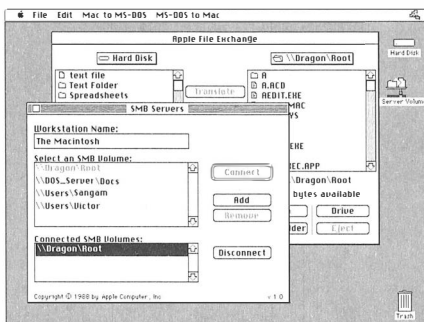 File Edit Mac to MS-DOS MS-DOS to Mac
Apple File Exchange
Hard Disk
\\Dragon\Root
text file
Text Folder
Spreadsheets
Translate
A
A.ACD
AEDIT.EXE
MAC
YS
EXE
EC.APP
\\Dragon\Root
bytes available
Drive
der
Eject
SMB Servers
Workstation Name:
The Macintosh
Select an SMB Volume:
\\Dragon\Root
\\DOS_Server\Docs
\\Users\Sangam
\\Users\Victor
Connect
Add
Remove
Connected SMB Volumes:
\\Dragon\Root
Disconnect
Copyright © 1988 by Apple Computer, Inc
v 1.0
Hard Disk
Server Volume
Trash